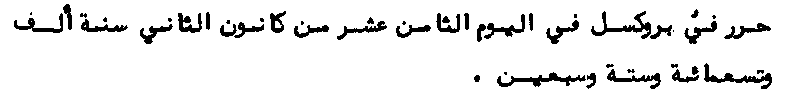 حرر في بروكسل في اليوم الثامن عشر من كانون الثاني سنة ألف
وتسعمائة وستة وسبعين .